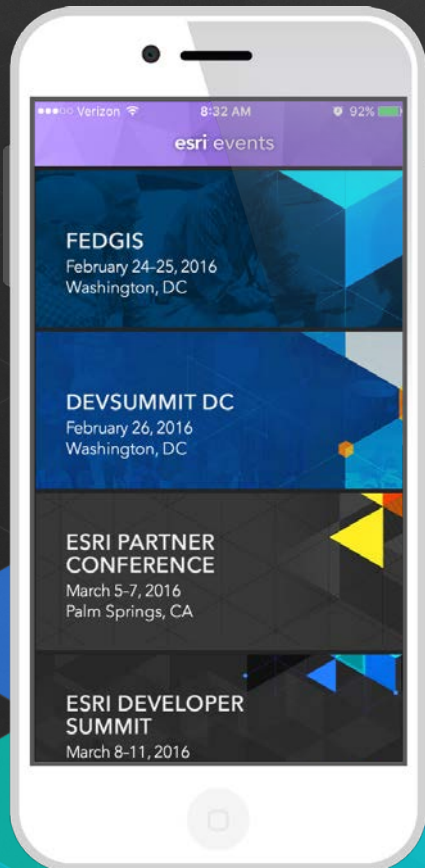 Verizon 8:32 AM 92%
esri events
FEDGIS
February 24-25, 2016
Washington, DC
DEVSUMMIT DC
February 26, 2016
Washington, DC
ESRI PARTNER
CONFERENCE
March 5-7, 2016
Palm Springs, CA
ESRI DEVELOPER
SUMMIT
March 8-11, 2016